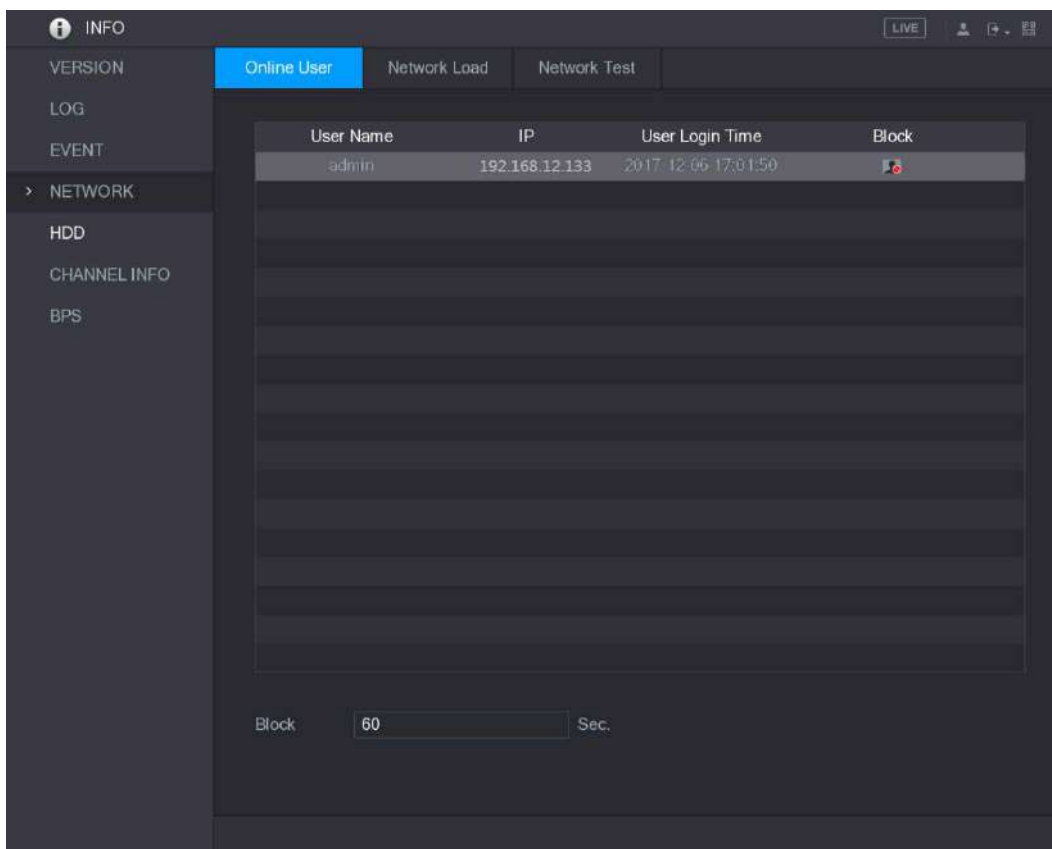 INFO
LIVE
VERSION
LOG
EVENT
NETWORK
HDD
CHANNEL INFO
BPS
Online User Network Load Network Test
User Name IP User Login Time Block
admin 192.168.12.133 2017-12-06 17:01:50
Block 60 Sec.